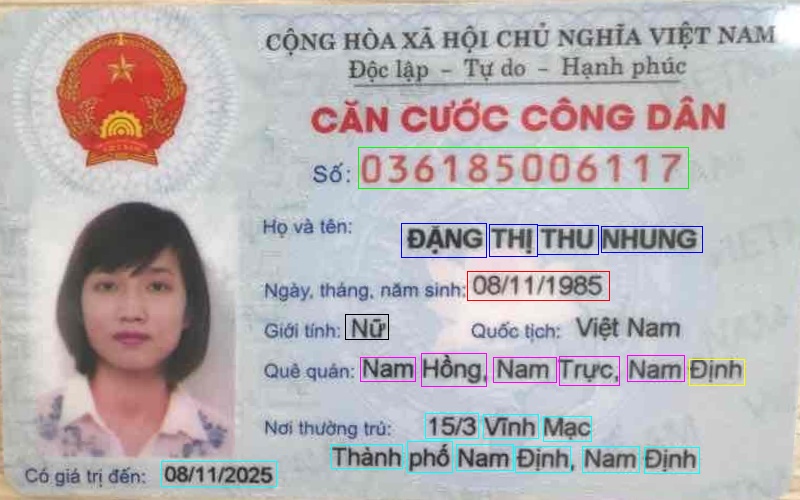 CỘNG HÒA XÃ HỘI CHỦ NGHĨA VIỆT NAM
Độc lập - Tự do - Hạnh phúc
CĂN CƯỚC CÔNG DÂN
Số: 036185006117
Họ và tên: ĐẶNG THỊ THU NHUNG
Ngày, tháng, năm sinh: 08/11/1985
Giới tính: Nữ Quốc tịch: Việt Nam
Quê quán: Nam Hồng, Nam Trực, Nam Định
Nơi thường trú: 15/3 Vĩnh Mạc
Thành phố Nam Định, Nam Định
Có giá trị đến: 08/11/2025